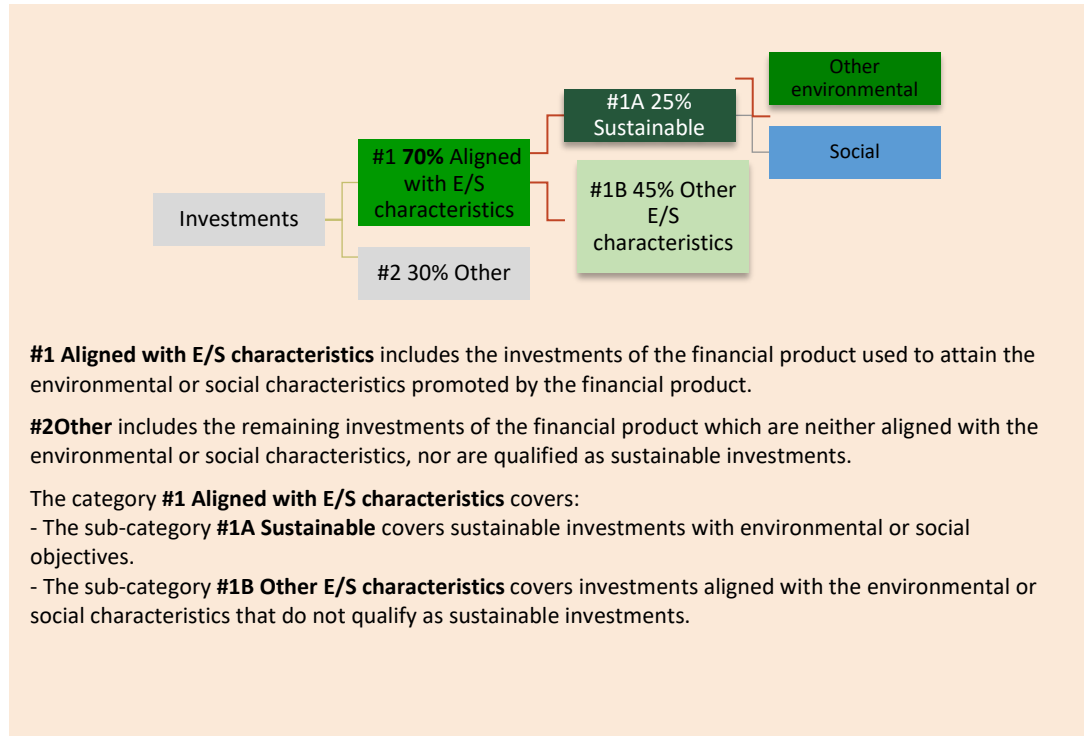 Investments
#1 70% Aligned
with E/S
characteristics
#2 30% Other
#1A 25%
Sustainable
#1B 45% Other
E/S
characteristics
Other
environmental
Social
#1 Aligned with E/S characteristics includes the investments of the financial product used to attain the
environmental or social characteristics promoted by the financial product.
#2Other includes the remaining investments of the financial product which are neither aligned with the
environmental or social characteristics, nor are qualified as sustainable investments.
The category #1 Aligned with E/S characteristics covers:
- The sub-category #1A Sustainable covers sustainable investments with environmental or social
objectives.
- The sub-category #1B Other E/S characteristics covers investments aligned with the environmental or
social characteristics that do not qualify as sustainable investments.